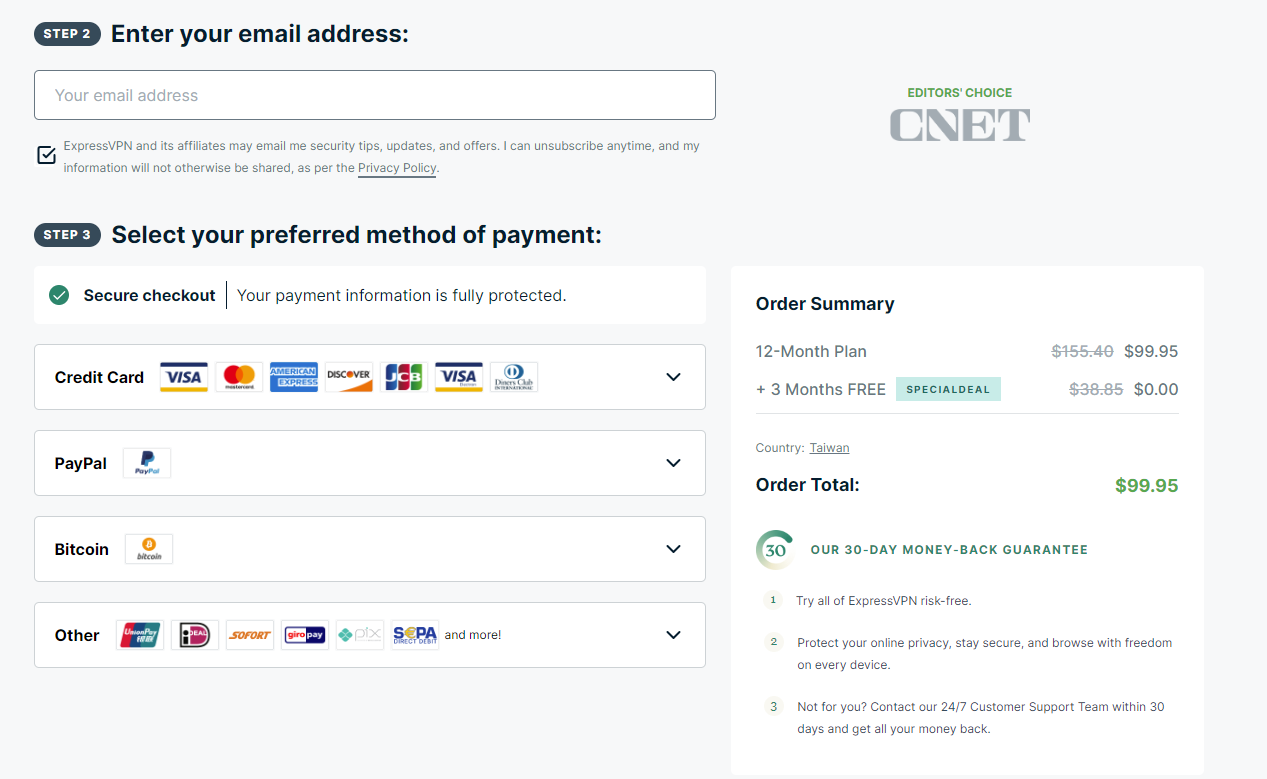 STEP 2 Enter your email address:
Your email address
ExpressVPN and its affiliates may email me security tips, updates, and offers. I can unsubscribe anytime, and my
information will not otherwise be shared, as per the Privacy Policy.
EDITORS' CHOICE
CNET
STEP 3 Select your preferred method of payment:
Secure checkout Your payment information is fully protected.
Credit Card VISA mastercard AMERICAN EXPRESS DISCOVER JCB VISA Diners Club INTERNATIONAL
PayPal PayPal
Bitcoin bitcoin
Other UnionPay 银联 iDEAL SOFORT giropay pix S€PA DIRECT DEBIT and more!
Order Summary
12-Month Plan $155.40 $99.95
+ 3 Months FREE SPECIALDEAL $38.85 $0.00
Country: Taiwan
Order Total: $99.95
30 OUR 30-DAY MONEY-BACK GUARANTEE
1 Try all of ExpressVPN risk-free.
2 Protect your online privacy, stay secure, and browse with freedom
on every device.
3 Not for you? Contact our 24/7 Customer Support Team within 30
days and get all your money back.